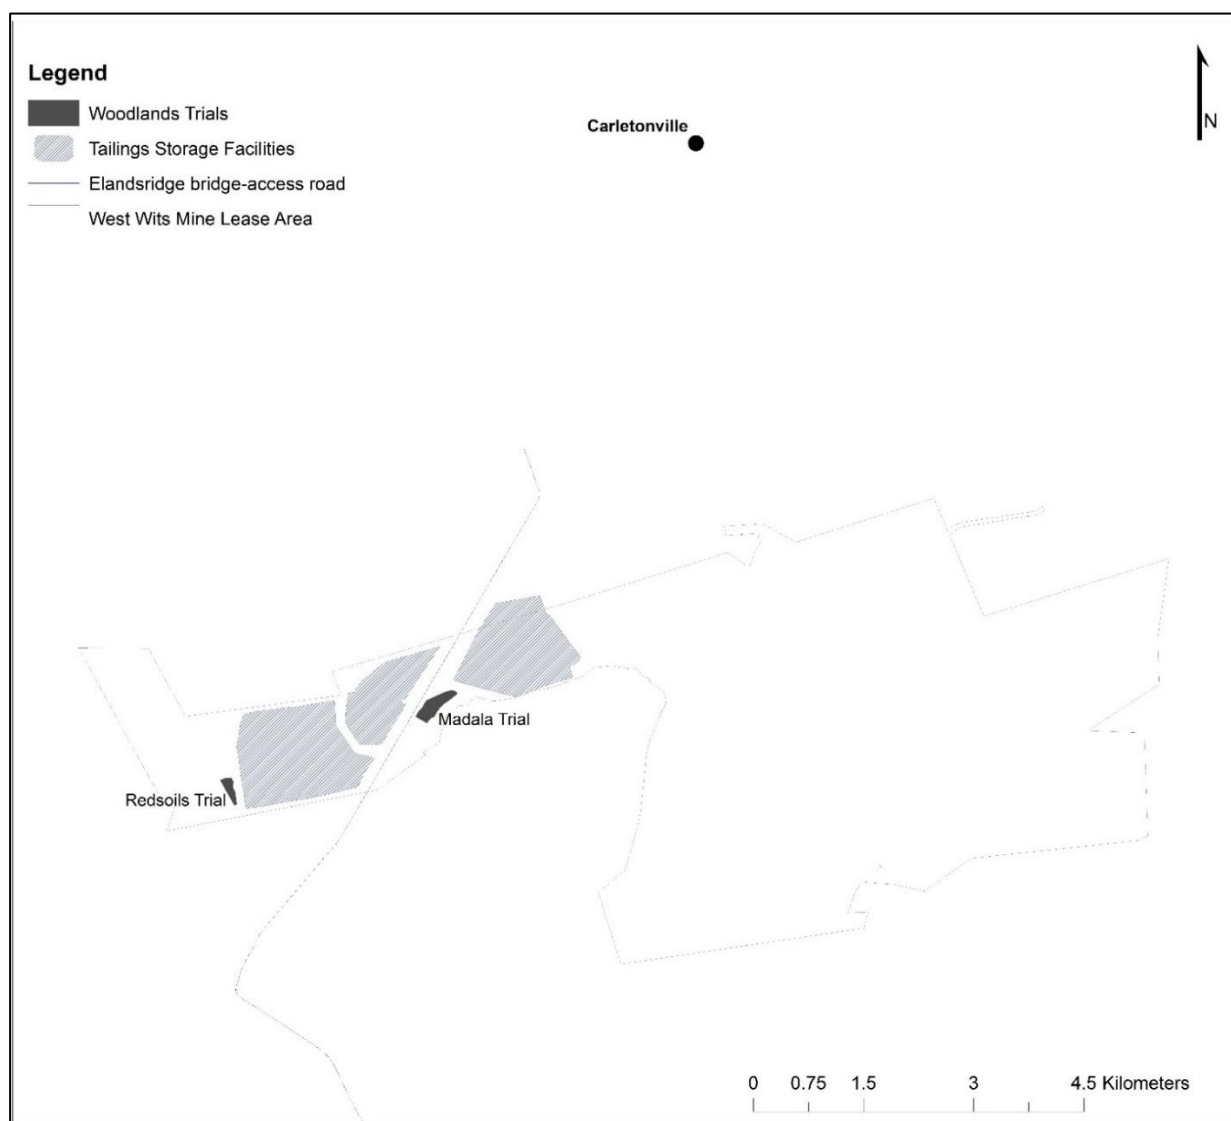 Legend
Woodlands Trials
Tailings Storage Facilities
Elandsridge bridge-access road
West Wits Mine Lease Area
Carletonville
N
Madala Trial
Redsoils Trial
0 0.75 1.5 3 4.5 Kilometers